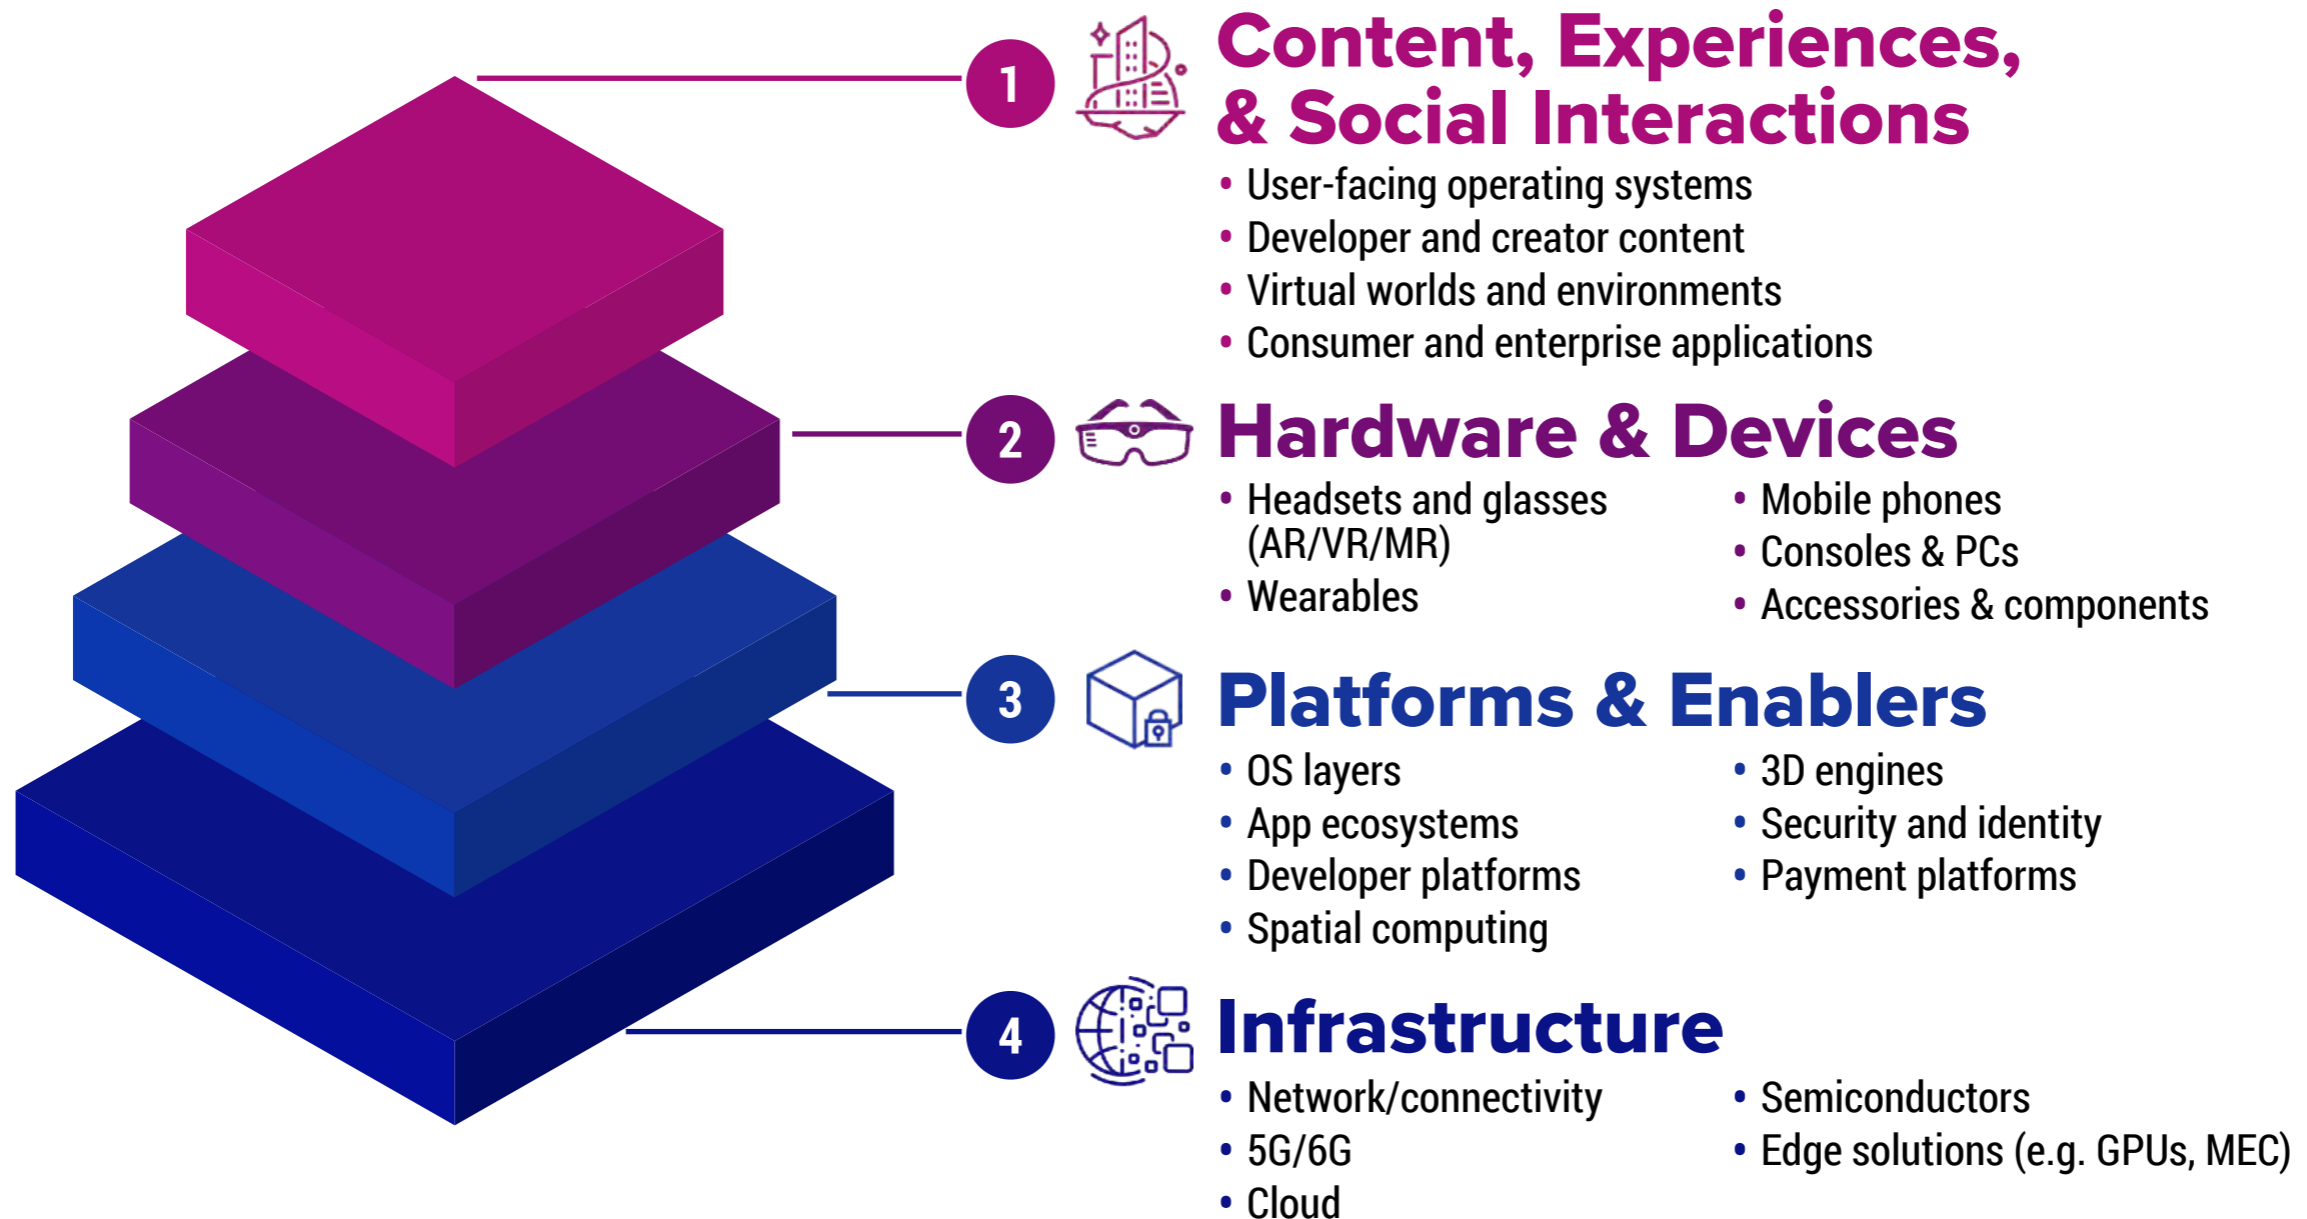 1
Content, Experiences,
& Social Interactions
• User-facing operating systems
• Developer and creator content
• Virtual worlds and environments
• Consumer and enterprise applications
2
Hardware & Devices
• Headsets and glasses
(AR/VR/MR)
• Wearables
• Mobile phones
• Consoles & PCs
• Accessories & components
3
Platforms & Enablers
• OS layers
• App ecosystems
• Developer platforms
• Spatial computing
• 3D engines
• Security and identity
• Payment platforms
4
Infrastructure
• Network/connectivity
• 5G/6G
• Cloud
• Semiconductors
• Edge solutions (e.g. GPUs, MEC)